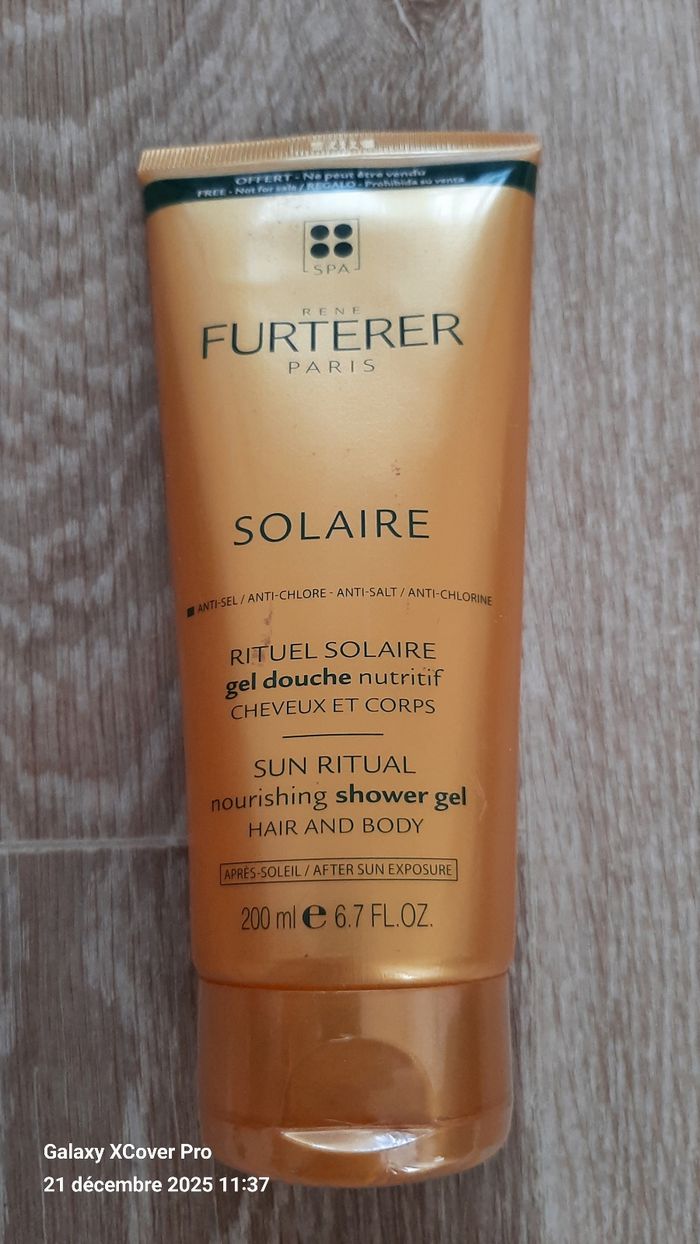 OFFERT - Ne peut être vendu
FREE - Not for sale / REGALO - Prohibida su venta
SPA
RENE
FURTERER
PARIS
SOLAIRE
ANTI-SEL / ANTI-CHLORE - ANTI-SALT / ANTI-CHLORINE
RITUEL SOLAIRE
gel douche nutritif
CHEVEUX ET CORPS
SUN RITUAL
nourishing shower gel
HAIR AND BODY
APRÈS-SOLEIL / AFTER SUN EXPOSURE
200 ml e 6.7 FL.OZ.
Galaxy XCover Pro
21 décembre 2025 11:37